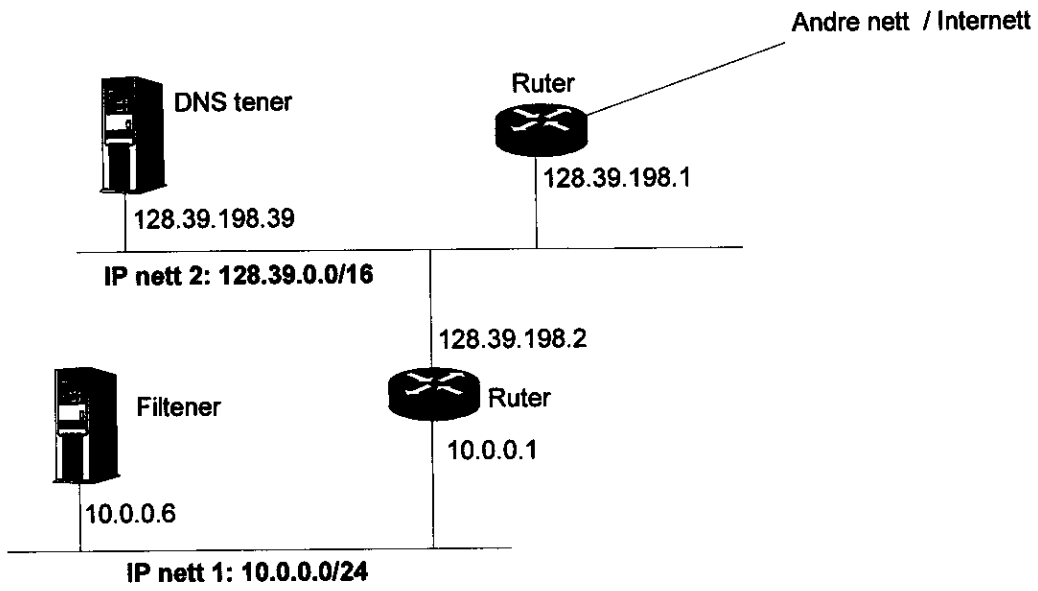 Andre nett / Internett
DNS tener
Ruter
128.39.198.1
128.39.198.39
IP nett 2: 128.39.0.0/16
128.39.198.2
Filtener
Ruter
10.0.0.1
10.0.0.6
IP nett 1: 10.0.0.0/24